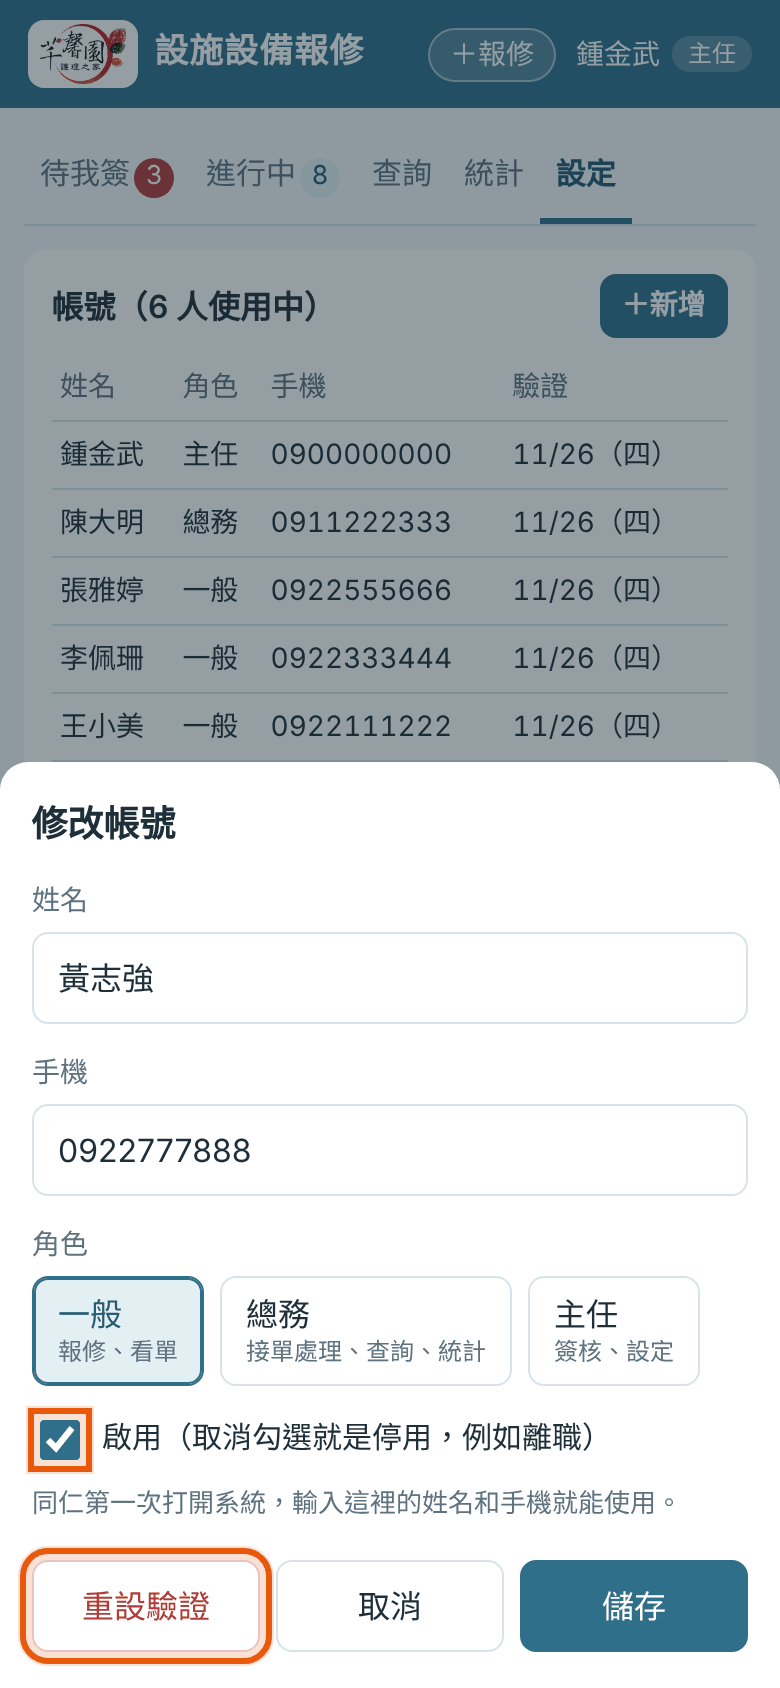 芊馨園
護理之家
設施設備報修
＋報修
鍾金武 主任
待我簽 3 進行中 8 查詢 統計 設定
帳號（6 人使用中）
＋新增
姓名 角色 手機 驗證
鍾金武 主任 0900000000 11/26（四）
陳大明 總務 0911222333 11/26（四）
張雅婷 一般 0922555666 11/26（四）
李佩珊 一般 0922333444 11/26（四）
王小美 一般 0922111222 11/26（四）
修改帳號
姓名
黃志強
手機
0922777888
角色
一般 總務 主任
報修、看單 接單處理、查詢、統計 簽核、設定
啟用（取消勾選就是停用，例如離職）
同仁第一次打開系統，輸入這裡的姓名和手機就能使用。
重設驗證 取消 儲存